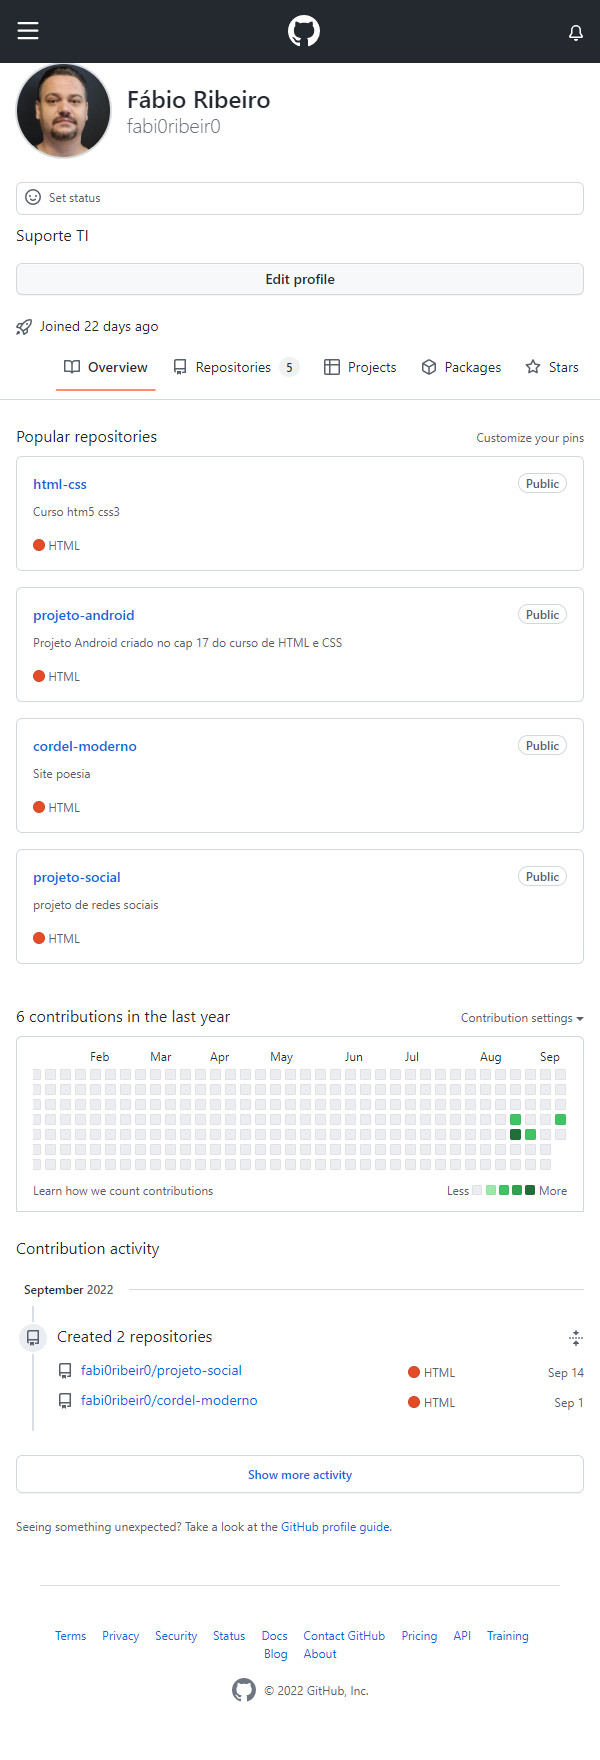 Fábio Ribeiro
fabi0ribeir0
Set status
Suporte TI
Edit profile
Joined 22 days ago
Overview Repositories 5 Projects Packages Stars
Popular repositories Customize your pins
html-css Public
Curso htm5 css3
HTML
projeto-android Public
Projeto Android criado no cap 17 do curso de HTML e CSS
HTML
cordel-moderno Public
Site poesia
HTML
projeto-social Public
projeto de redes sociais
HTML
6 contributions in the last year Contribution settings
Feb Mar Apr May Jun Jul Aug Sep
Learn how we count contributions Less More
Contribution activity
September 2022
Created 2 repositories
fabi0ribeir0/projeto-social HTML Sep 14
fabi0ribeir0/cordel-moderno HTML Sep 1
Show more activity
Seeing something unexpected? Take a look at the GitHub profile guide.
Terms Privacy Security Status Docs Contact GitHub Pricing API Training
Blog About
© 2022 GitHub, Inc.